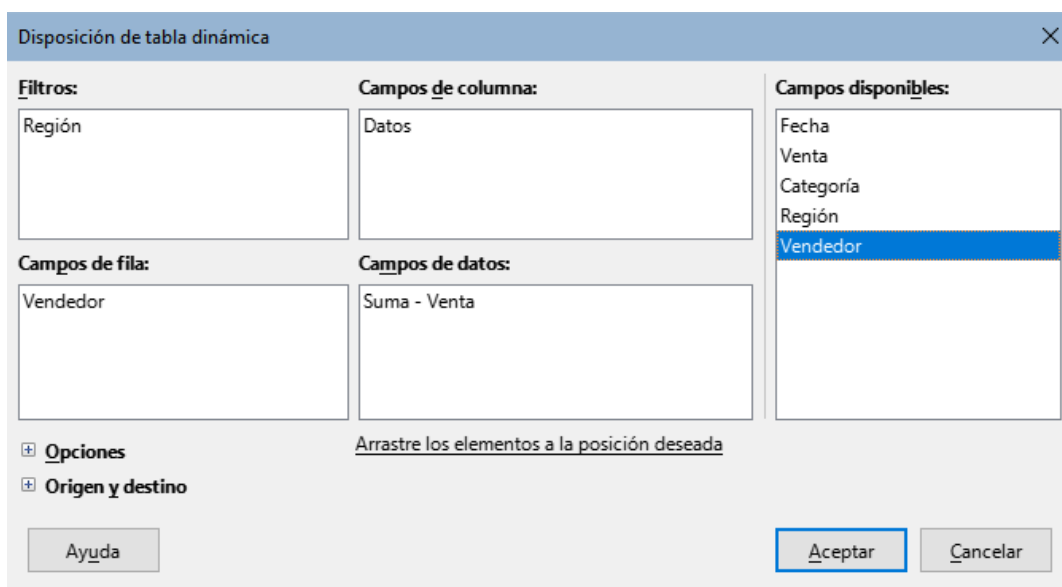 Disposición de tabla dinámica
Filtros:
Región
Campos de columna:
Datos
Campos disponibles:
Fecha
Venta
Categoría
Región
Vendedor
Campos de fila:
Vendedor
Campos de datos:
Suma - Venta
Opciones
Arrastre los elementos a la posición deseada
Origen y destino
Ayuda
Aceptar
Cancelar